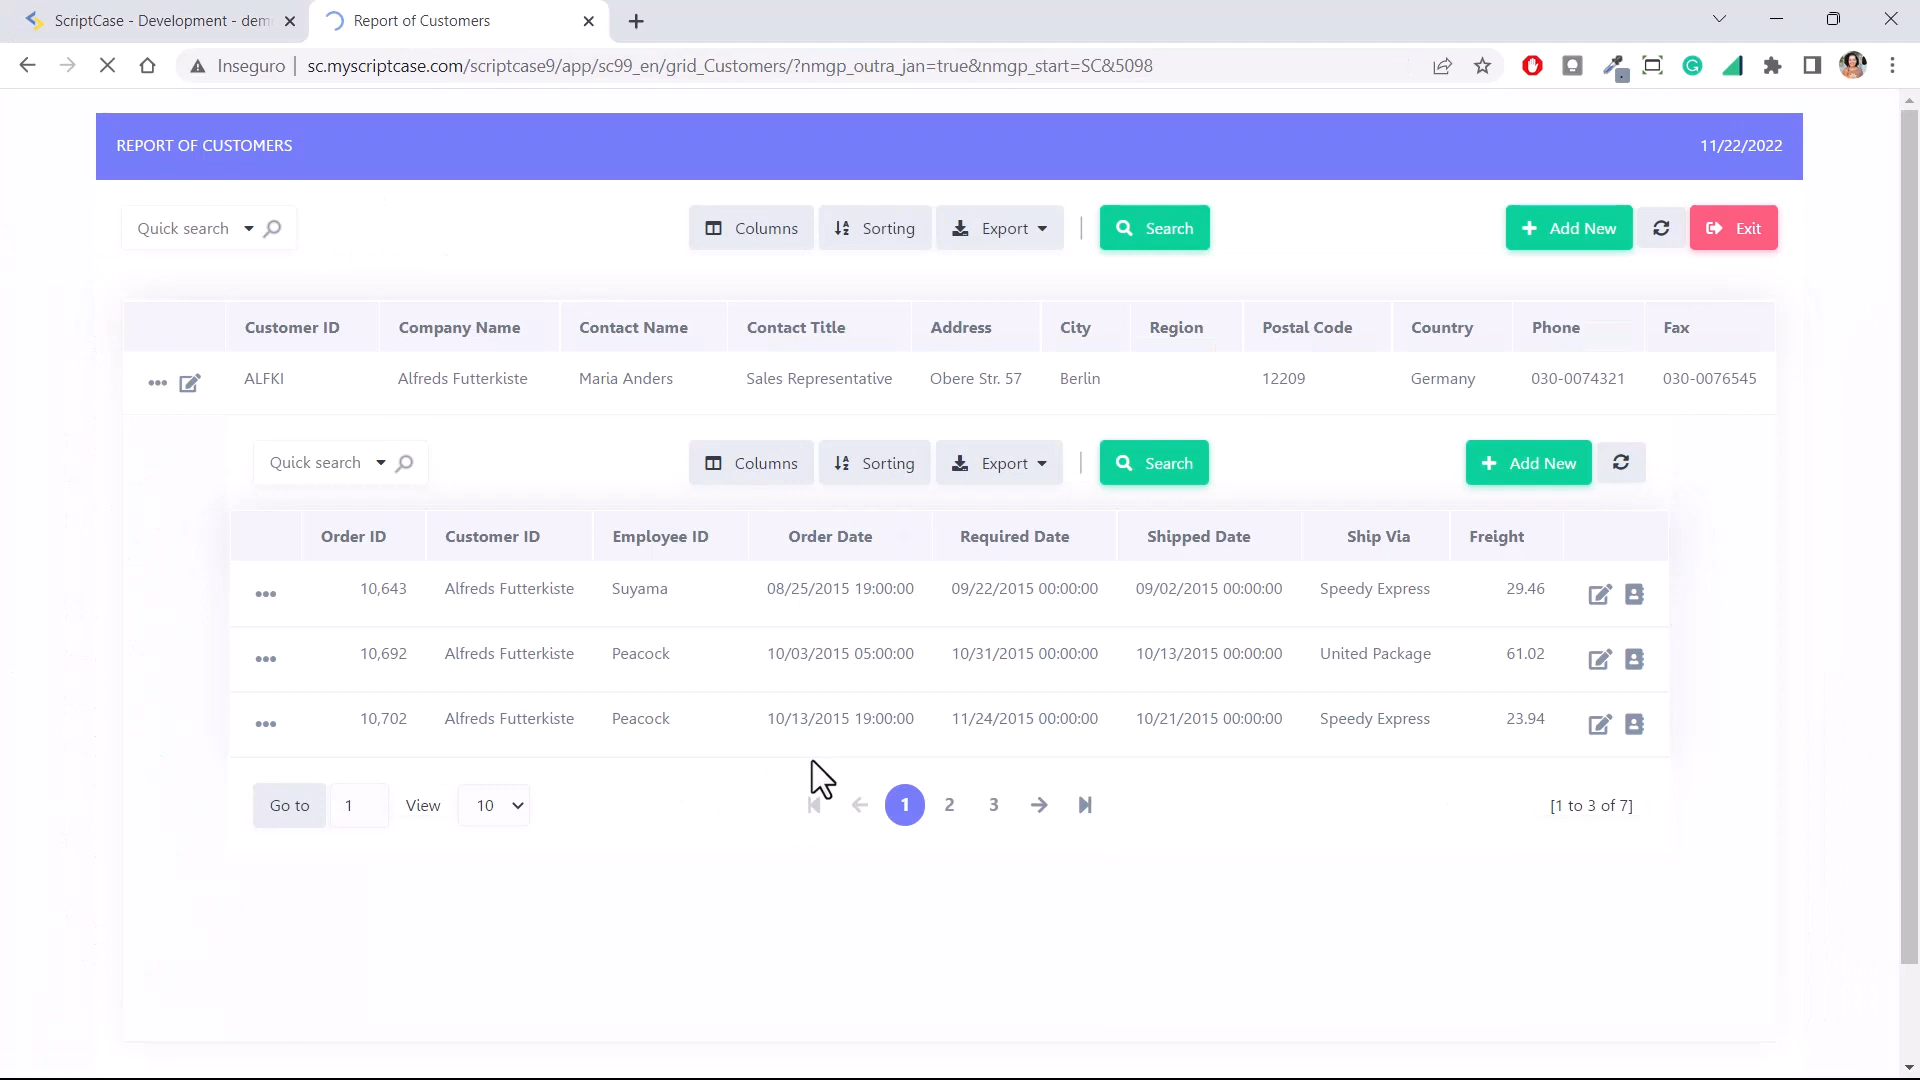 ScriptCase - Development - dem
Report of Customers
Inseguro | sc.myscriptcase.com/scriptcase9/app/sc99_en/grid_Customers/?nmgp_outra_jan=true&nmgp_start=SC&5098
REPORT OF CUSTOMERS 11/22/2022
Quick search Columns Sorting Export | Search Add New Exit
Customer ID Company Name Contact Name Contact Title Address City Region Postal Code Country Phone Fax
ALFKI Alfreds Futterkiste Maria Anders Sales Representative Obere Str. 57 Berlin 12209 Germany 030-0074321 030-0076545
Quick search Columns Sorting Export | Search Add New
Order ID Customer ID Employee ID Order Date Required Date Shipped Date Ship Via Freight
10,643 Alfreds Futterkiste Suyama 08/25/2015 19:00:00 09/22/2015 00:00:00 09/02/2015 00:00:00 Speedy Express 29.46
10,692 Alfreds Futterkiste Peacock 10/03/2015 05:00:00 10/31/2015 00:00:00 10/13/2015 00:00:00 United Package 61.02
10,702 Alfreds Futterkiste Peacock 10/13/2015 19:00:00 11/24/2015 00:00:00 10/21/2015 00:00:00 Speedy Express 23.94
Go to 1 View 10 1 2 3 [1 to 3 of 7]